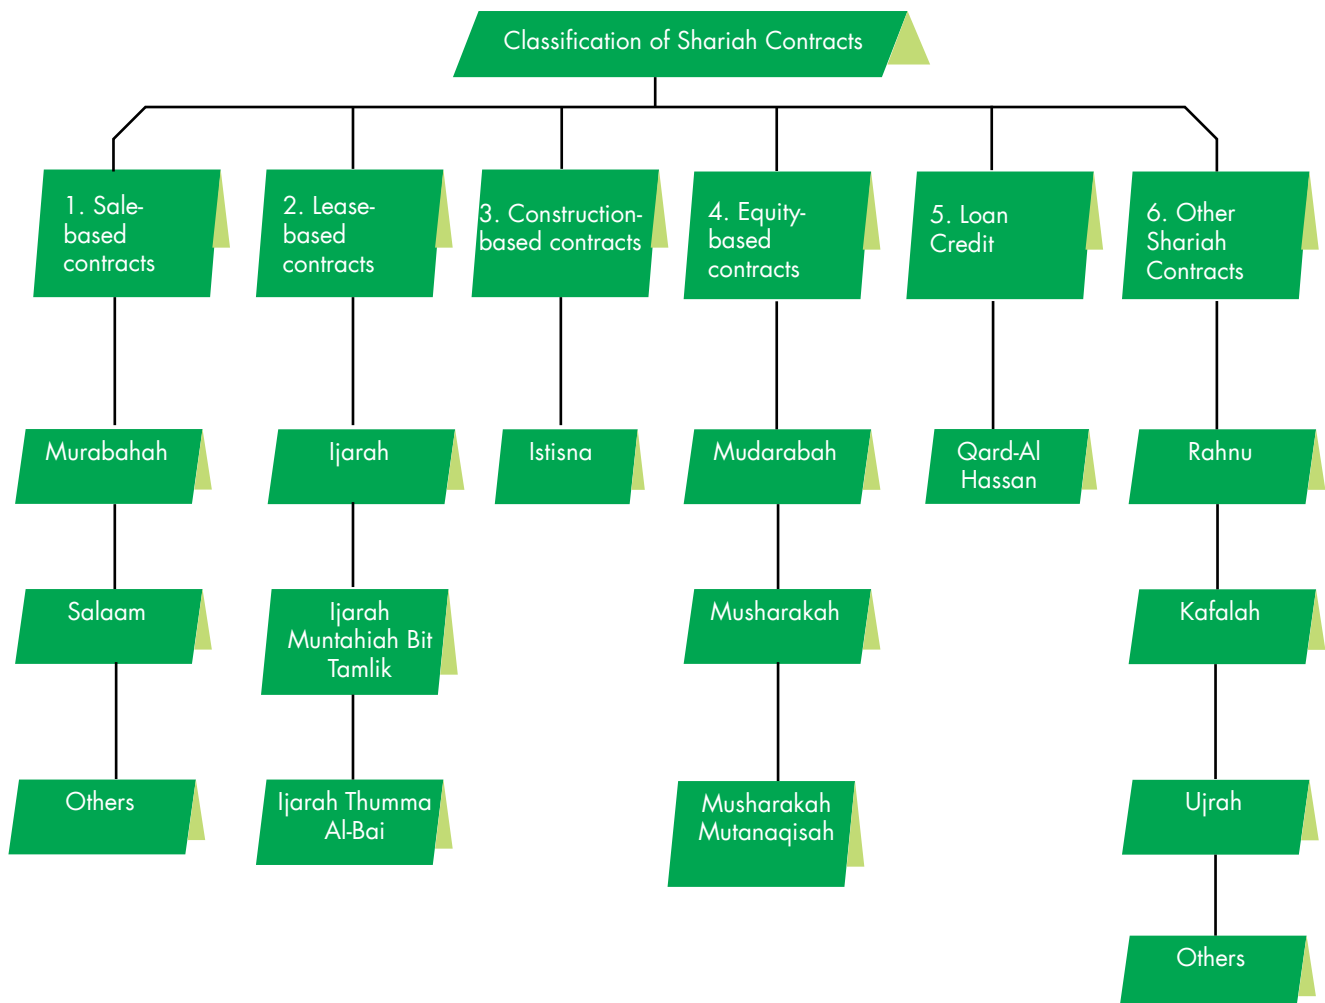 Classification of Shariah Contracts
1. Sale-
based
contracts
2. Lease-
based
contracts
3. Construction-
based contracts
4. Equity-
based
contracts
5. Loan
Credit
6. Other
Shariah
Contracts
Murabahah
Ijarah
Istisna
Mudarabah
Qard-Al
Hassan
Rahnu
Salaam
Ijarah
Muntahiah Bit
Tamlik
Musharakah
Kafalah
Others
Ijarah Thumma
Al-Bai
Musharakah
Mutanaqisah
Ujrah
Others